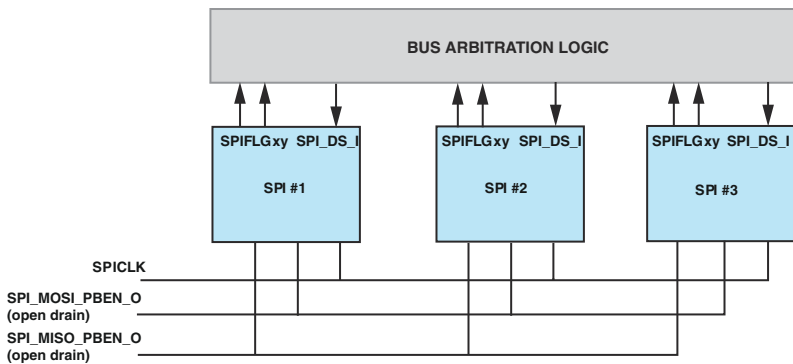 BUS ARBITRATION LOGIC
SPIFLGxy SPI_DS_I
SPI #1
SPIFLGxy SPI_DS_I
SPI #2
SPIFLGxy SPI_DS_I
SPI #3
SPICLK
SPI_MOSI_PBEN_O
(open drain)
SPI_MISO_PBEN_O
(open drain)